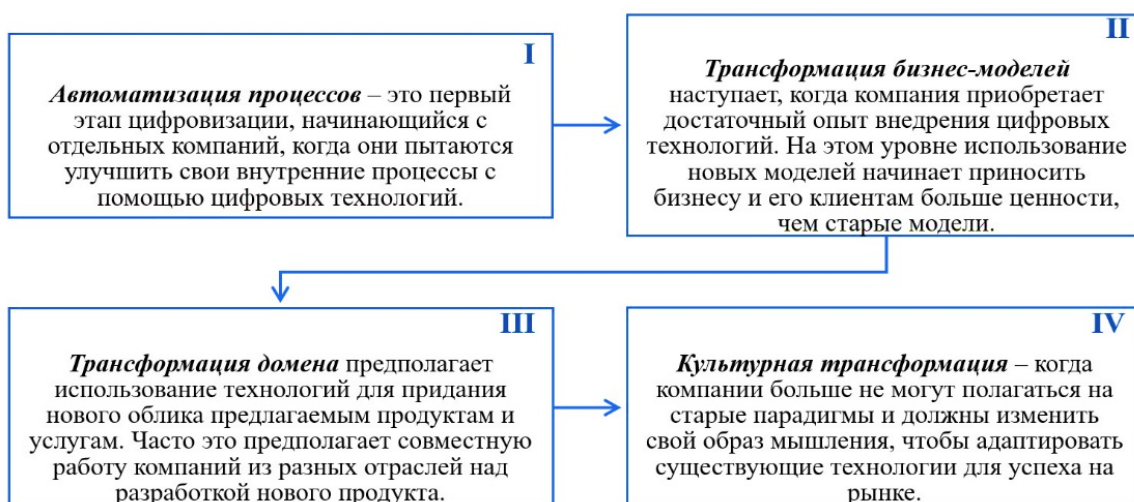 I
Автоматизация процессов – это первый
этап цифровизации, начинающийся с
отдельных компаний, когда они пытаются
улучшить свои внутренние процессы с
помощью цифровых технологий.
II
Трансформация бизнес-моделей
наступает, когда компания приобретает
достаточный опыт внедрения цифровых
технологий. На этом уровне использование
новых моделей начинает приносить
бизнесу и его клиентам больше ценности,
чем старые модели.
III
Трансформация домена предполагает
использование технологий для придания
нового облика предлагаемым продуктам и
услугам. Часто это предполагает совместную
работу компаний из разных отраслей над
разработкой нового продукта.
IV
Культурная трансформация – когда
компании больше не могут полагаться на
старые парадигмы и должны изменить
свой образ мышления, чтобы адаптировать
существующие технологии для успеха на
рынке.